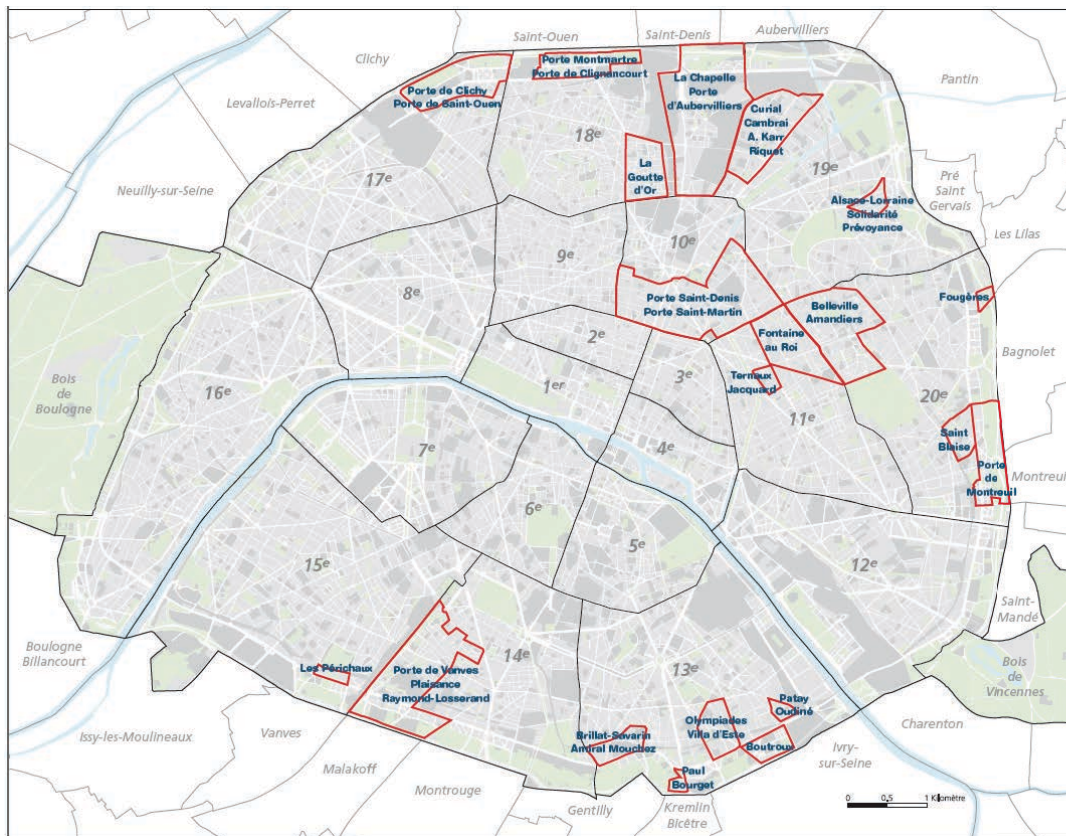 Saint-Ouen
Saint-Denis
Aubervilliers
Clichy
Pantin
Levallois-Perret
Neuilly-sur-Seine
Porte Montmartre
Porte de Clignancourt
Porte de Clichy
Porte de Saint-Ouen
La Chapelle
Porte
d'Aubervilliers
Curial
Cambrai
A. Karr
Riquet
18e
La
Goutte
d'Or
17e
19e
Pré
Saint
Gervais
Alsace-Lorraine
Solidarité
Prévoyance
Les Lilas
10e
9e
8e
Porte Saint-Denis
Porte Saint-Martin
Belleville
Amandiers
Fougères
Fontaine
au Roi
2e
Bagnolet
1er
3e
Ternaux
Jacquard
Bois
de
Boulogne
16e
11e
20e
Saint
Blaise
7e
4e
Porte
de
Montreuil
Montreuil
6e
5e
15e
12e
Saint-
Mandé
Boulogne
Billancourt
14e
13e
Bois
de
Vincennes
Les Périchaux
Porte de Vanves
Plaisance
Raymond-Losserand
Patay
Oudiné
Olympiades
Villa d'Este
Boutroux
Brillat-Savarin
Amiral Mouchez
Issy-les-Moulineaux
Vanves
Charenton
Ivry-
sur-Seine
Malakoff
Paul
Bourget
Montrouge
Gentilly
Kremlin
Bicêtre
0 0,5 1 Kilomètre